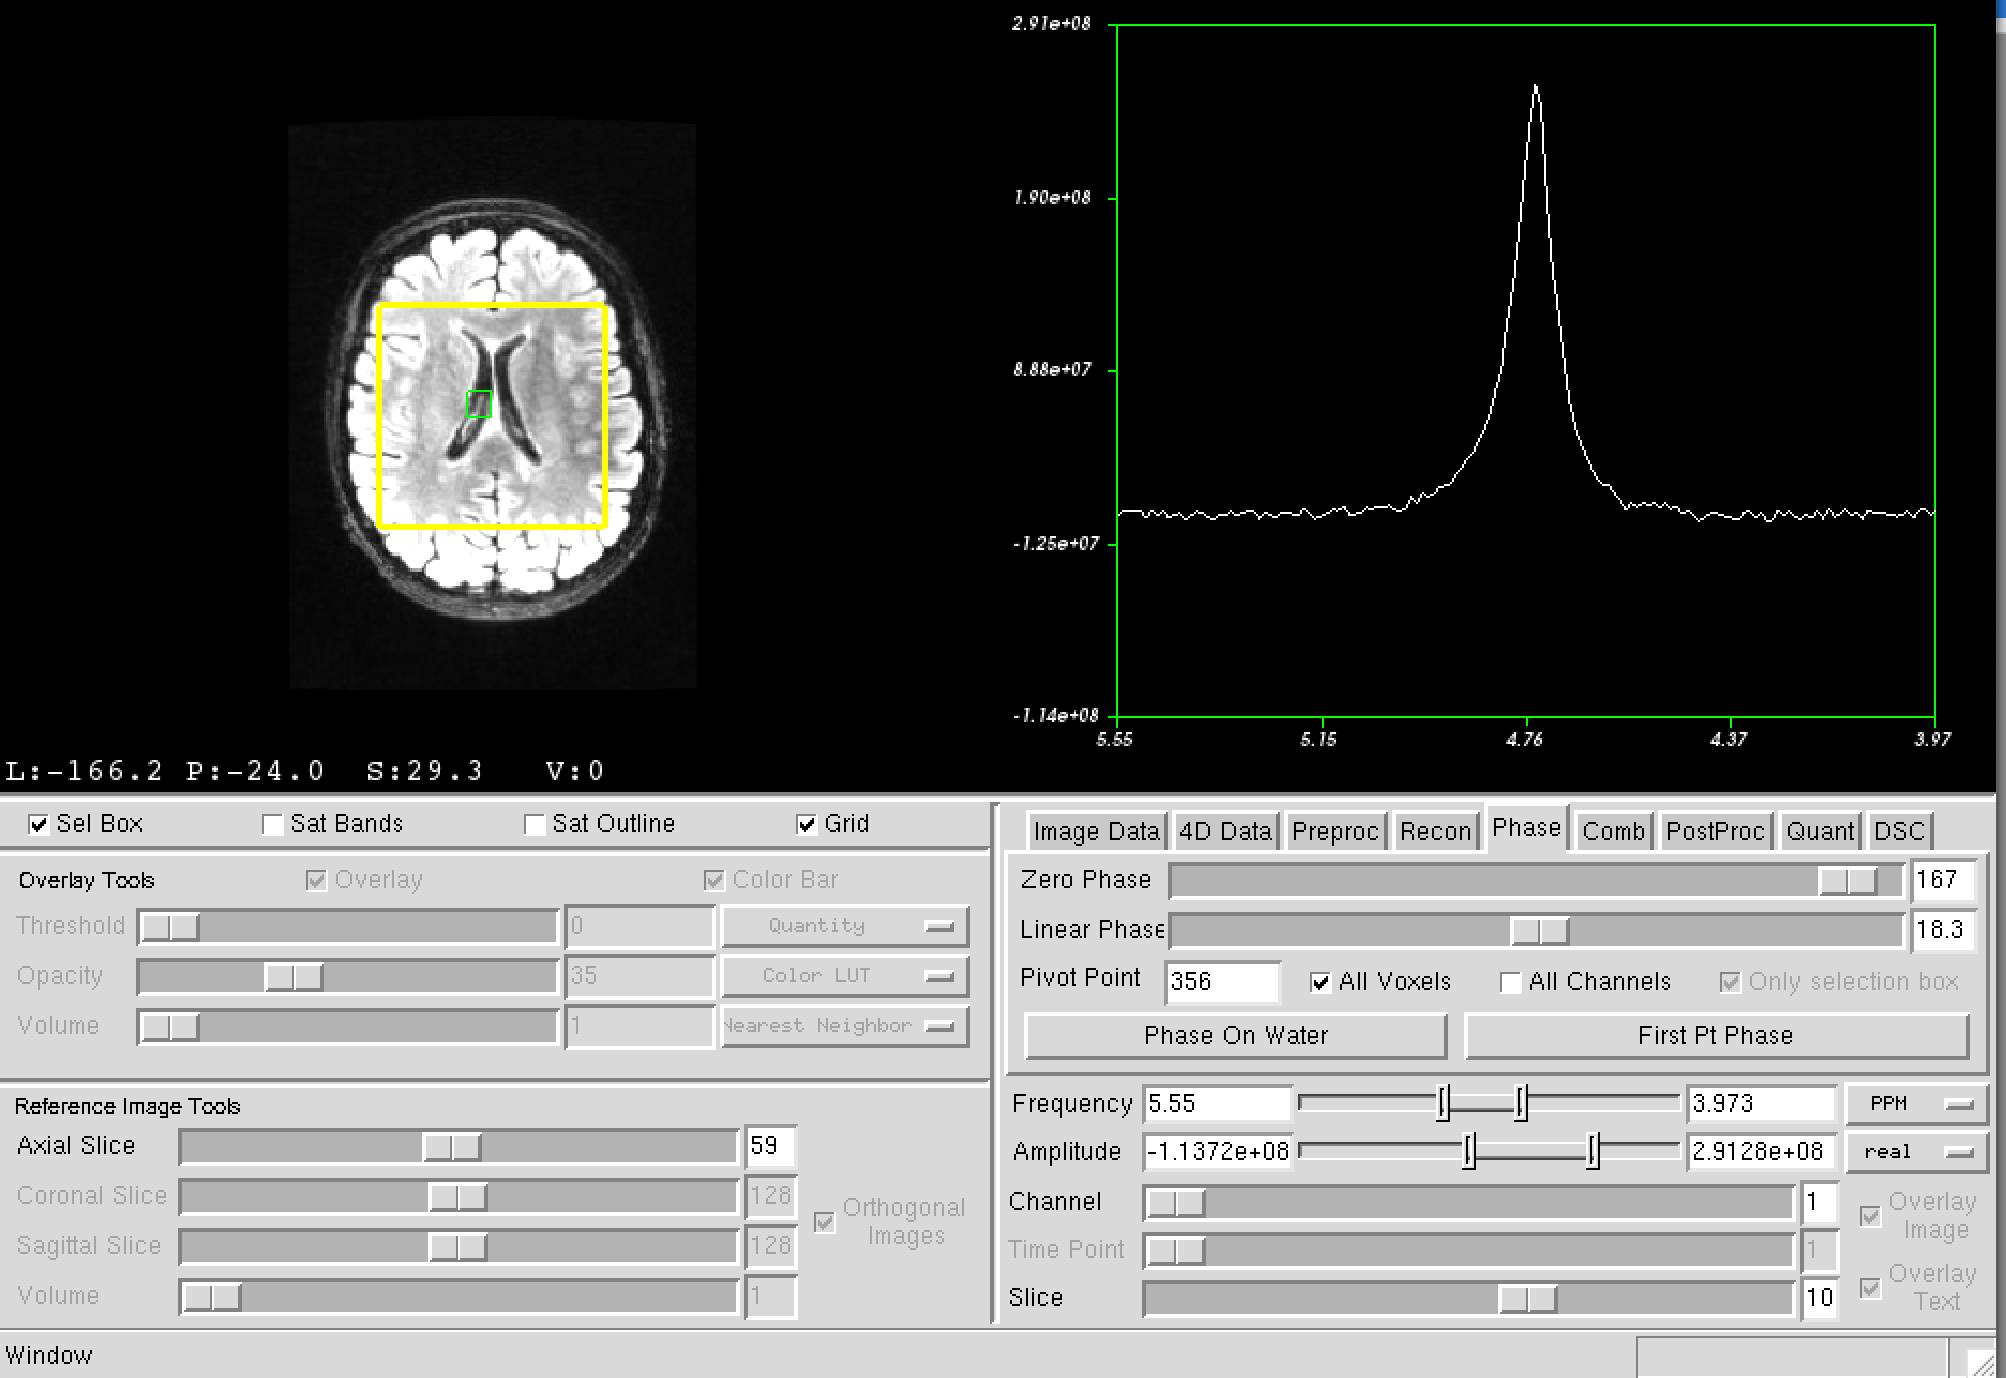 2.91e+08
1.90e+08
8.88e+07
-1.25e+07
-1.14e+08
5.55 5.15 4.76 4.37 3.97
L:-166.2 P:-24.0 S:29.3 V:0
Sel Box Sat Bands Sat Outline Grid
Overlay Tools Overlay Color Bar
Threshold 0 Quantity
Opacity 35 Color LUT
Volume 1 Nearest Neighbor
Reference Image Tools
Axial Slice 59
Coronal Slice 128
Sagittal Slice 128
Orthogonal
Images
Volume 1
Image Data 4D Data Preproc Recon Phase Comb PostProc Quant DSC
Zero Phase 167
Linear Phase 18.3
Pivot Point 356 All Voxels All Channels Only selection box
Phase On Water First Pt Phase
Frequency 5.55 3.973 PPM
Amplitude -1.1372e+08 2.9128e+08 real
Channel 1
Overlay
Image
Time Point 1
Slice 10
Overlay
Text
Window